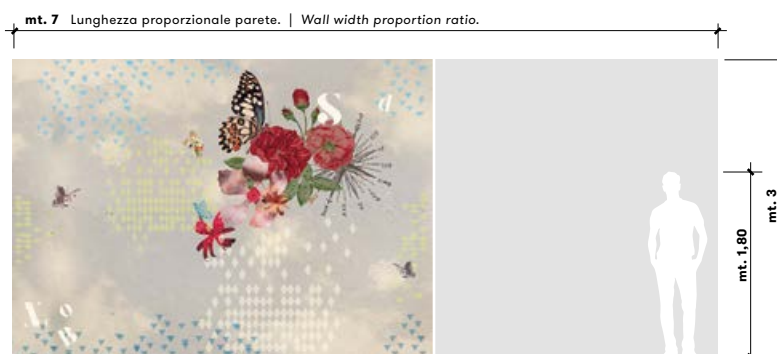 mt. 7 Lunghezza proporzionale parete. | Wall width proportion ratio.
S
d
X
o
B
mt. 1,80
mt. 3